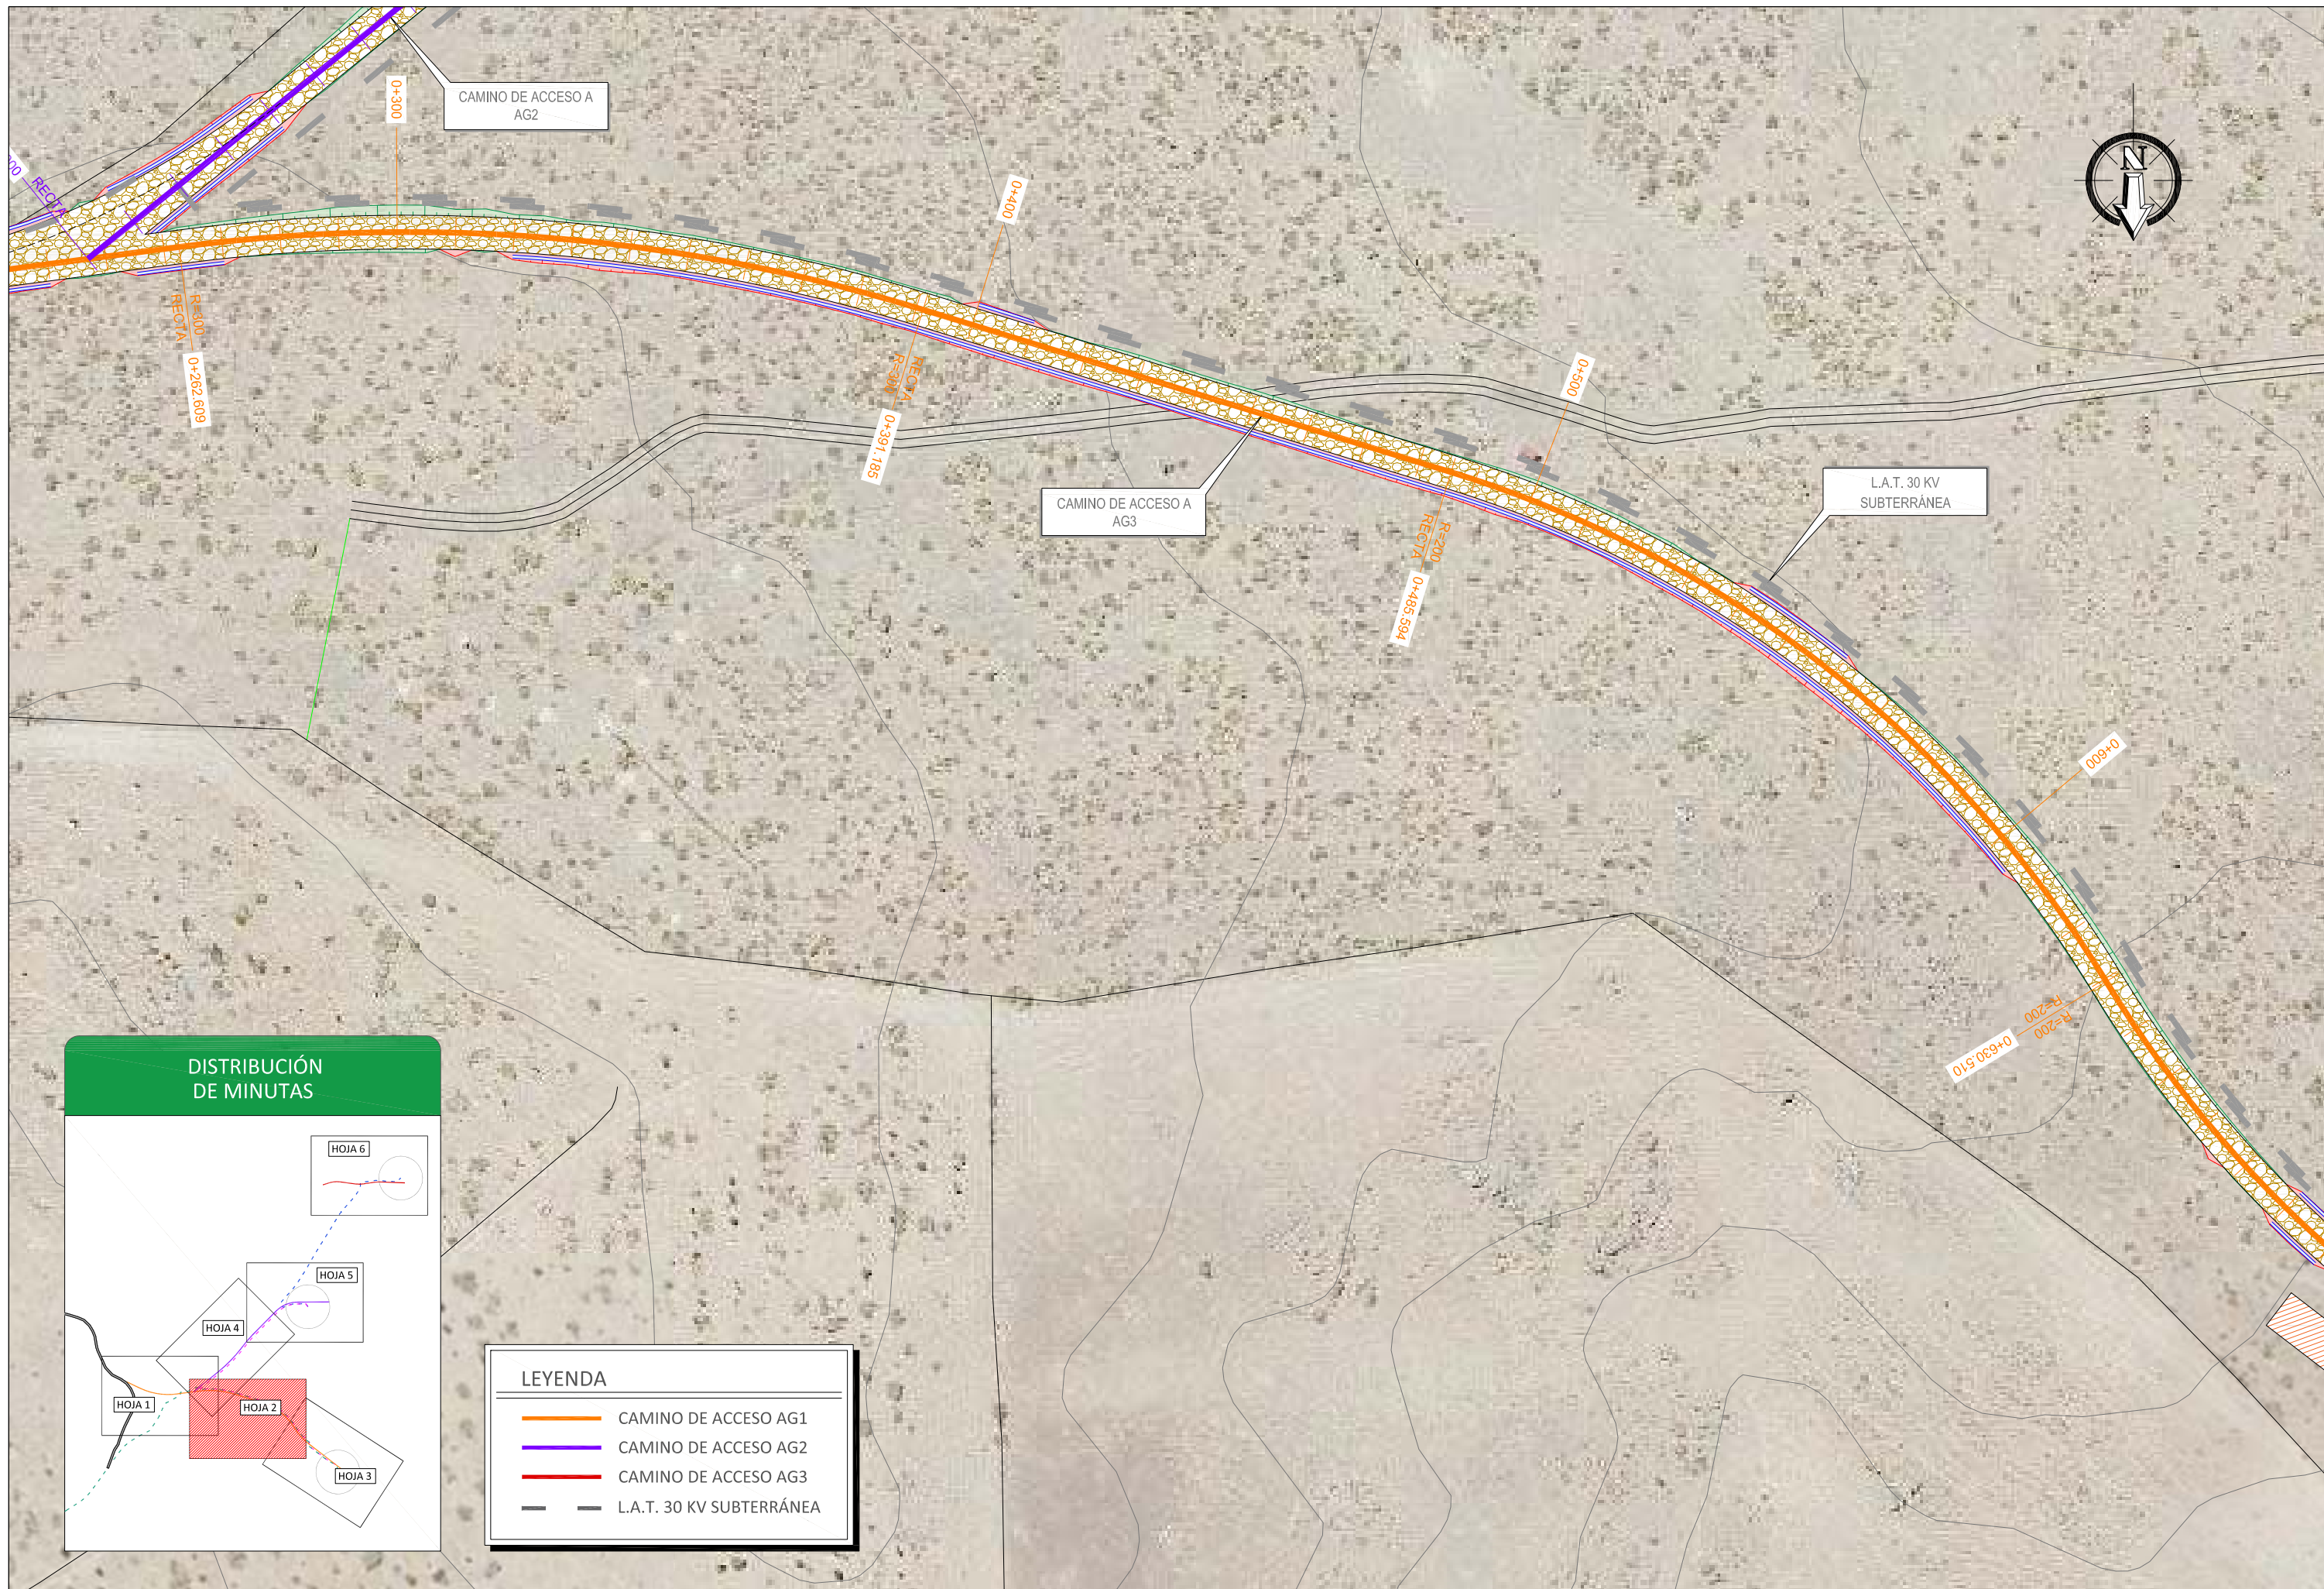 CAMINO DE ACCESO A
AG2
0+300
RECTA
N
0+400
R=300
RECTA
0+262.609
RECTA
0+391.185
0+500
CAMINO DE ACCESO A
AG3
L.A.T. 30 KV
SUBTERRÁNEA
R=200
RECTA
0+485.594
0+600
R=200
R=200
0+630.510
DISTRIBUCIÓN
DE MINUTAS
HOJA 6
HOJA 5
HOJA 4
HOJA 1
HOJA 2
HOJA 3
LEYENDA
CAMINO DE ACCESO AG1
CAMINO DE ACCESO AG2
CAMINO DE ACCESO AG3
L.A.T. 30 KV SUBTERRÁNEA